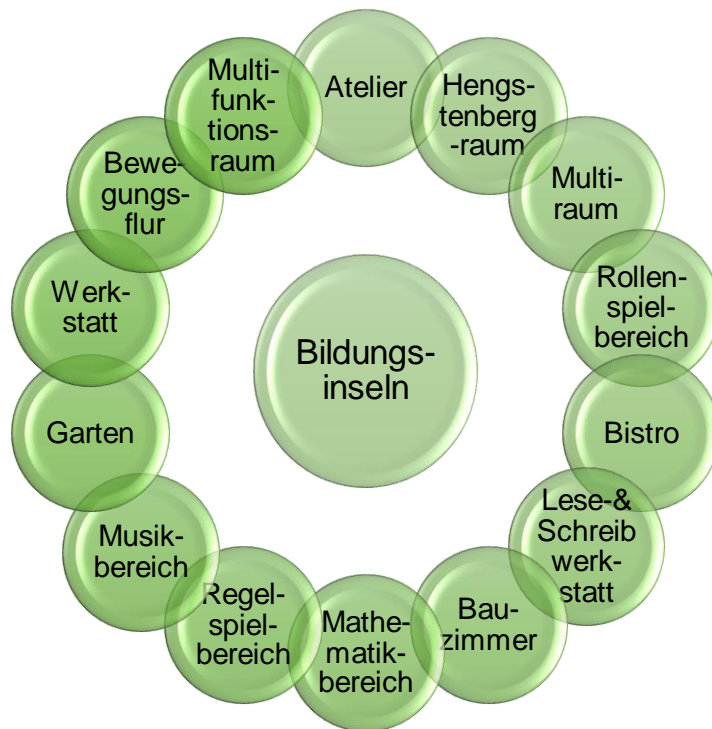 Bildungs-
inseln
Atelier
Hengs-
tenberg
-raum
Multi-
raum
Rollen-
spiel-
bereich
Bistro
Lese-&
Schreib
werk-
statt
Bau-
zimmer
Mathe-
matik-
bereich
Regel-
spiel-
bereich
Musik-
bereich
Garten
Werk-
statt
Bewe-
gungs-
flur
Multi-
funk-
tions-
raum